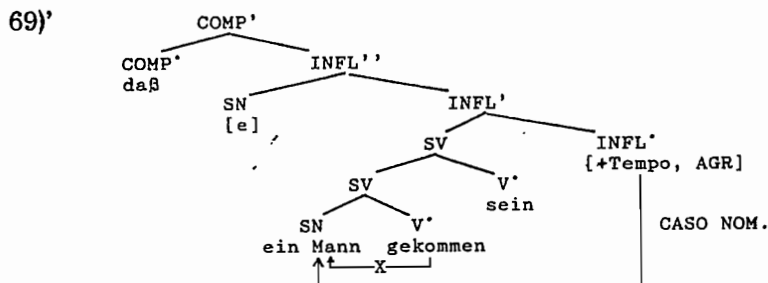 69)'
COMP'
COMP° INFL''
daß
SN INFL'
[e]
SV INFL°
[+Tempo, AGR]
SV V°
sein
SN V° CASO NOM.
ein Mann gekommen
X